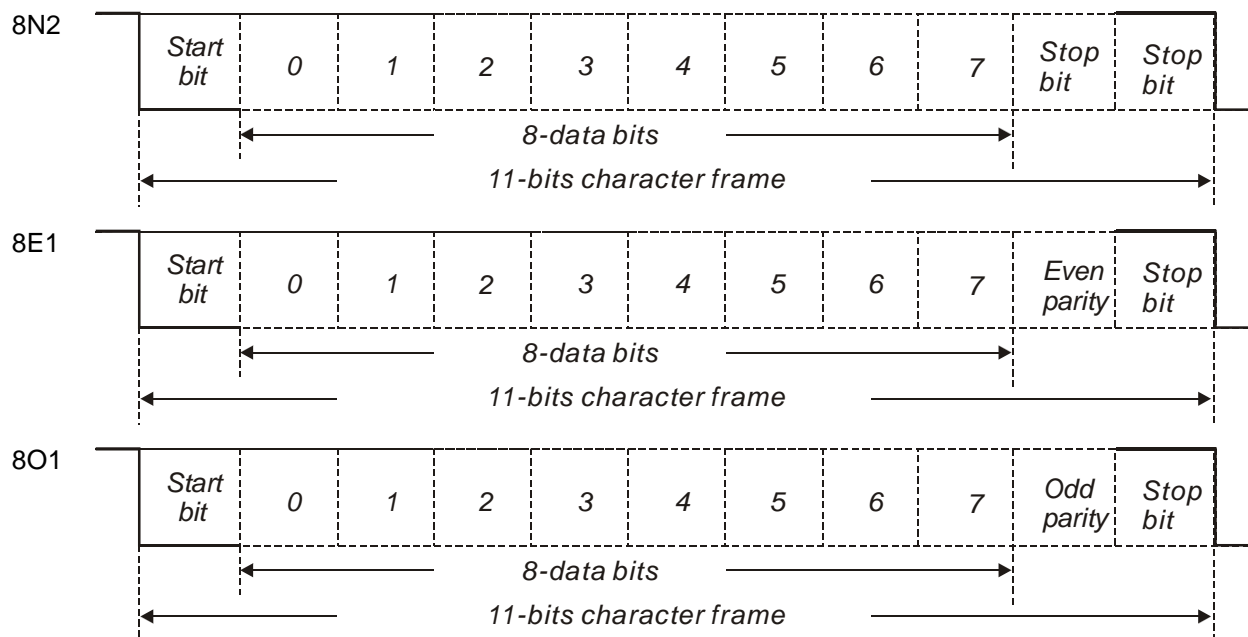 8N2
Start bit 0 1 2 3 4 5 6 7 Stop bit Stop bit
8-data bits
11-bits character frame
8E1
Start bit 0 1 2 3 4 5 6 7 Even parity Stop bit
8-data bits
11-bits character frame
8O1
Start bit 0 1 2 3 4 5 6 7 Odd parity Stop bit
8-data bits
11-bits character frame